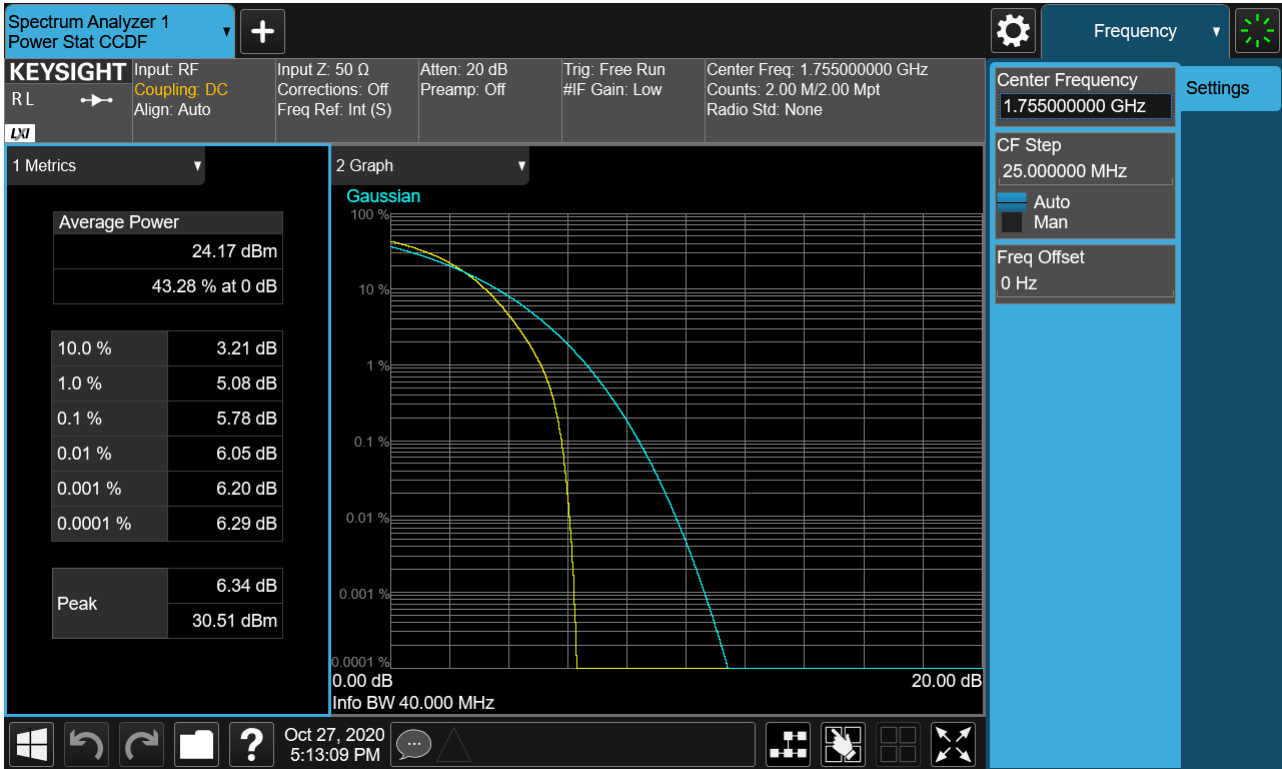 Spectrum Analyzer 1
Power Stat CCDF
Frequency
KEYSIGHT
R L
LXI
Input: RF
Coupling: DC
Align: Auto
Input Z: 50 Ω
Corrections: Off
Freq Ref: Int (S)
Atten: 20 dB
Preamp: Off
Trig: Free Run
#IF Gain: Low
Center Freq: 1.755000000 GHz
Counts: 2.00 M/2.00 Mpt
Radio Std: None
Center Frequency
1.755000000 GHz
Settings
CF Step
25.000000 MHz
Auto
Man
Freq Offset
0 Hz
1 Metrics
Average Power
24.17 dBm
43.28 % at 0 dB
10.0 % 3.21 dB
1.0 % 5.08 dB
0.1 % 5.78 dB
0.01 % 6.05 dB
0.001 % 6.20 dB
0.0001 % 6.29 dB
Peak
6.34 dB
30.51 dBm
2 Graph
Gaussian
100 %
10 %
1 %
0.1 %
0.01 %
0.001 %
0.0001 %
0.00 dB 20.00 dB
Info BW 40.000 MHz
?
Oct 27, 2020
5:13:09 PM